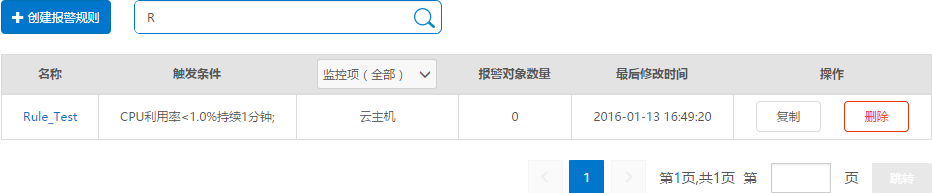 + 创建报警规则 R
名称 触发条件 监控项（全部） 报警对象数量 最后修改时间 操作
Rule_Test CPU利用率<1.0%持续1分钟; 云主机 0 2016-01-13 16:49:20 复制 删除
< 1 > 第1页,共1页 第 页 跳转